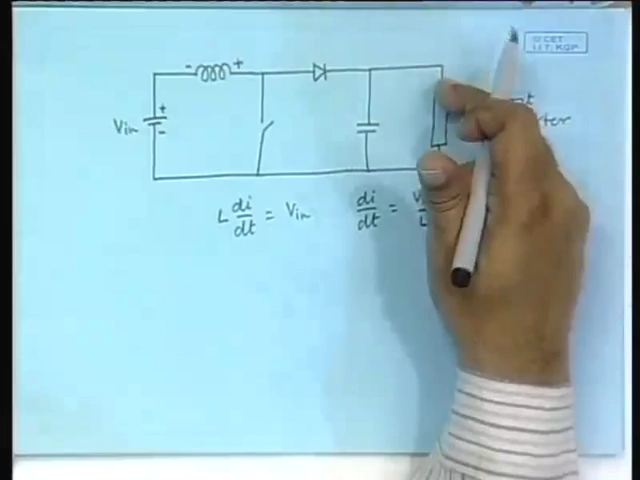 © CET
I.I.T. KGP
- +
+
Vin
-
L di/dt = Vin di/dt = V